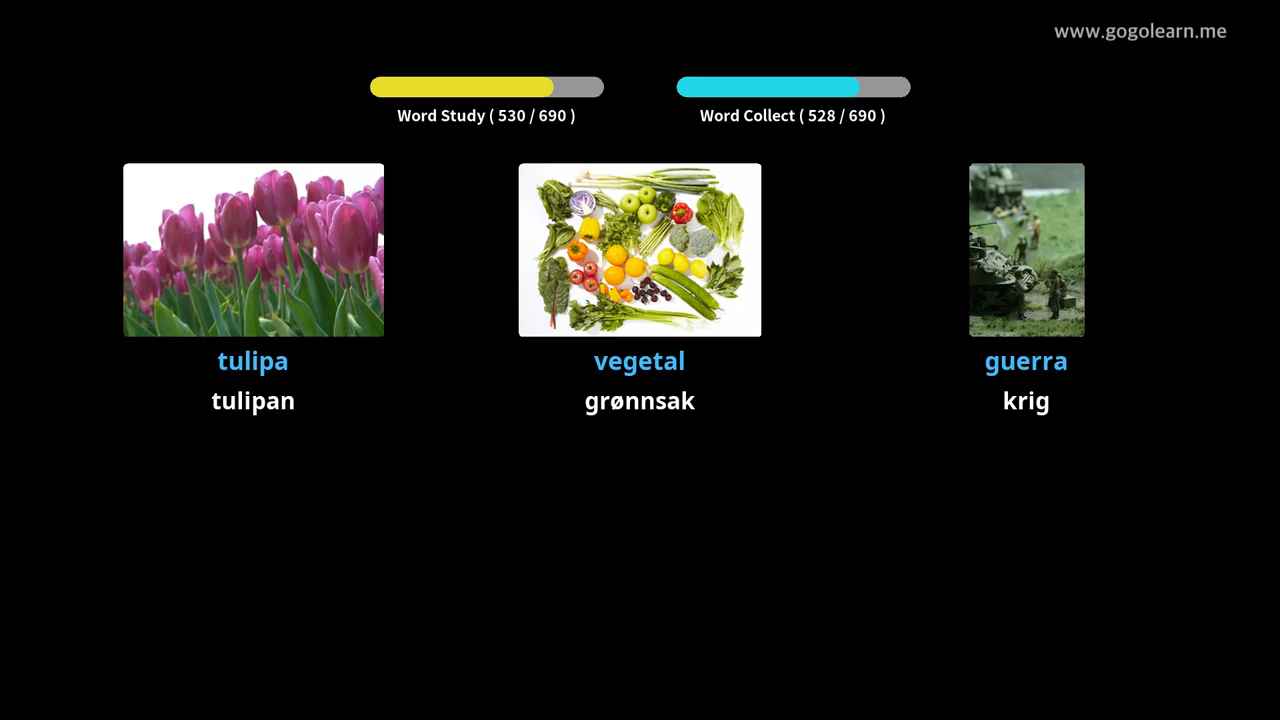 www.gogolearn.me
Word Study ( 530 / 690 )
Word Collect ( 528 / 690 )
tulipa
tulipan
vegetal
grønnsak
guerra
krig